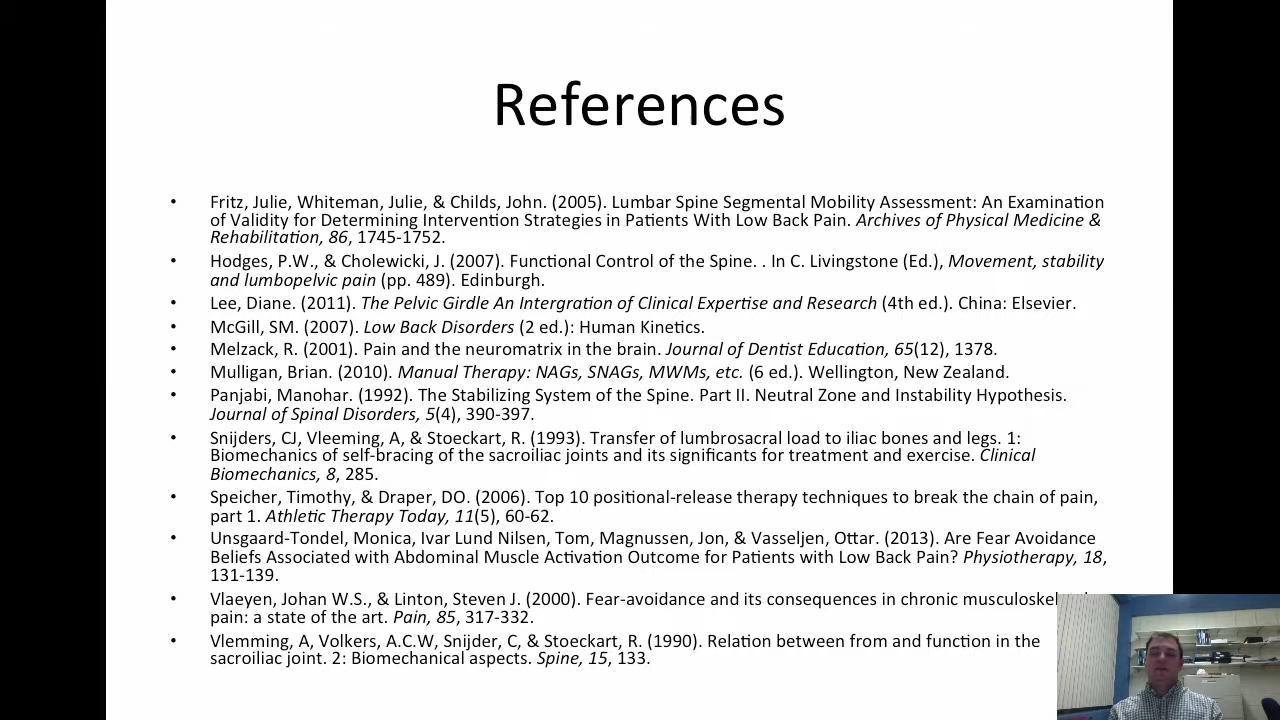 References
• Fritz, Julie, Whiteman, Julie, & Childs, John. (2005). Lumbar Spine Segmental Mobility Assessment: An Examination
of Validity for Determining Intervention Strategies in Patients With Low Back Pain. Archives of Physical Medicine &
Rehabilitation, 86, 1745-1752.
• Hodges, P.W., & Cholewicki, J. (2007). Functional Control of the Spine. . In C. Livingstone (Ed.), Movement, stability
and lumbopelvic pain (pp. 489). Edinburgh.
• Lee, Diane. (2011). The Pelvic Girdle An Intergration of Clinical Expertise and Research (4th ed.). China: Elsevier.
• McGill, SM. (2007). Low Back Disorders (2 ed.): Human Kinetics.
• Melzack, R. (2001). Pain and the neuromatrix in the brain. Journal of Dentist Education, 65(12), 1378.
• Mulligan, Brian. (2010). Manual Therapy: NAGs, SNAGs, MWMs, etc. (6 ed.). Wellington, New Zealand.
• Panjabi, Manohar. (1992). The Stabilizing System of the Spine. Part II. Neutral Zone and Instability Hypothesis.
Journal of Spinal Disorders, 5(4), 390-397.
• Snijders, CJ, Vleeming, A, & Stoeckart, R. (1993). Transfer of lumbrosacral load to iliac bones and legs. 1:
Biomechanics of self-bracing of the sacroiliac joints and its significants for treatment and exercise. Clinical
Biomechanics, 8, 285.
• Speicher, Timothy, & Draper, DO. (2006). Top 10 positional-release therapy techniques to break the chain of pain,
part 1. Athletic Therapy Today, 11(5), 60-62.
• Unsgaard-Tondel, Monica, Ivar Lund Nilsen, Tom, Magnussen, Jon, & Vasseljen, Ottar. (2013). Are Fear Avoidance
Beliefs Associated with Abdominal Muscle Activation Outcome for Patients with Low Back Pain? Physiotherapy, 18,
131-139.
• Vlaeyen, Johan W.S., & Linton, Steven J. (2000). Fear-avoidance and its consequences in chronic
pain: a state of the art. Pain, 85, 317-332.
• Vlemming, A, Volkers, A.C.W, Snijder, C, & Stoeckart, R. (1990). Relation between from and function in the
sacroiliac joint. 2: Biomechanical aspects. Spine, 15, 133.